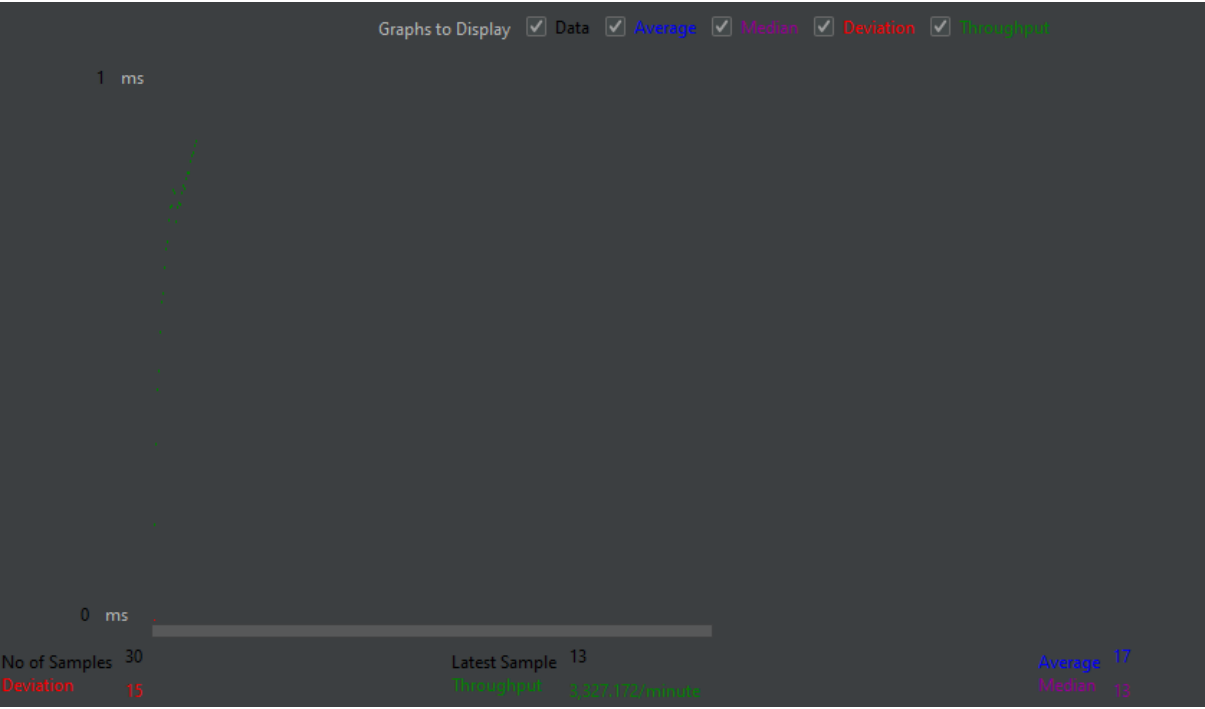 Graphs to Display Data Average Median Deviation Throughput
1 ms
0 ms
No of Samples 30 Latest Sample 13 Average 17
Deviation 15 Throughput 3,327.172/minute Median 13